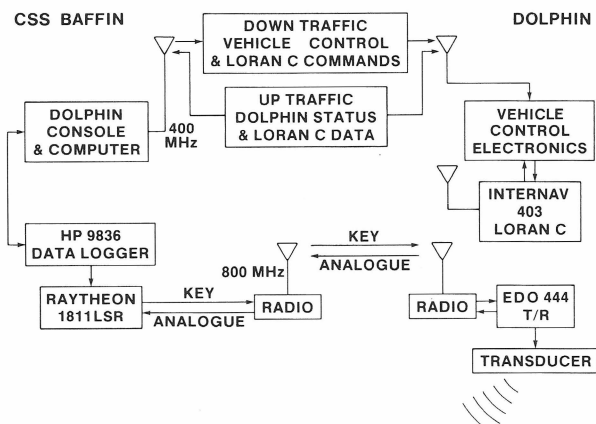 CSS BAFFIN
DOLPHIN
DOWN TRAFFIC
VEHICLE CONTROL
& LORAN C COMMANDS
UP TRAFFIC
DOLPHIN STATUS
& LORAN C DATA
DOLPHIN
CONSOLE
& COMPUTER
400
MHz
VEHICLE
CONTROL
ELECTRONICS
INTERNAV
403
LORAN C
HP 9836
DATA LOGGER
RAYTHEON
1811LSR
KEY
ANALOGUE
800 MHz
RADIO
KEY
ANALOGUE
RADIO
EDO 444
T/R
TRANSDUCER